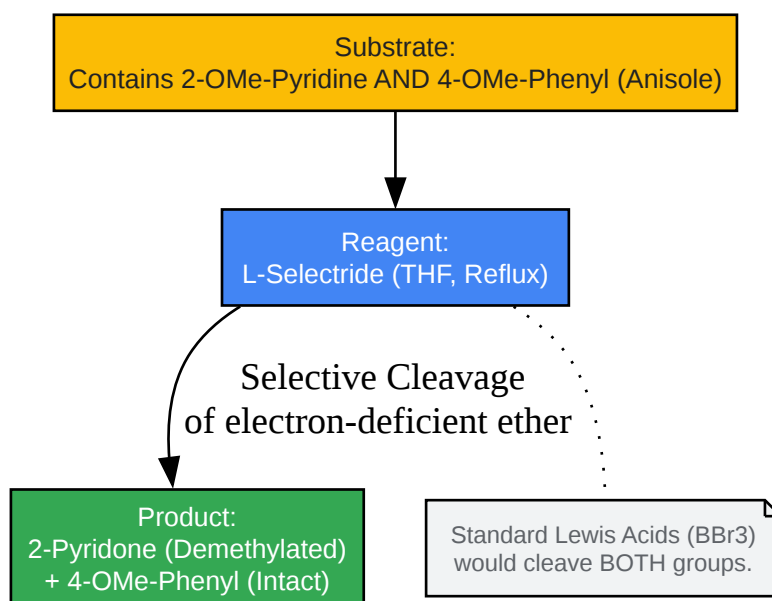 Substrate:
Contains 2-OMe-Pyridine AND 4-OMe-Phenyl (Anisole)
Reagent:
L-Selectride (THF, Reflux)
Selective Cleavage
of electron-deficient ether
Product:
2-Pyridone (Demethylated)
+ 4-OMe-Phenyl (Intact)
Standard Lewis Acids (BBr3)
would cleave BOTH groups.